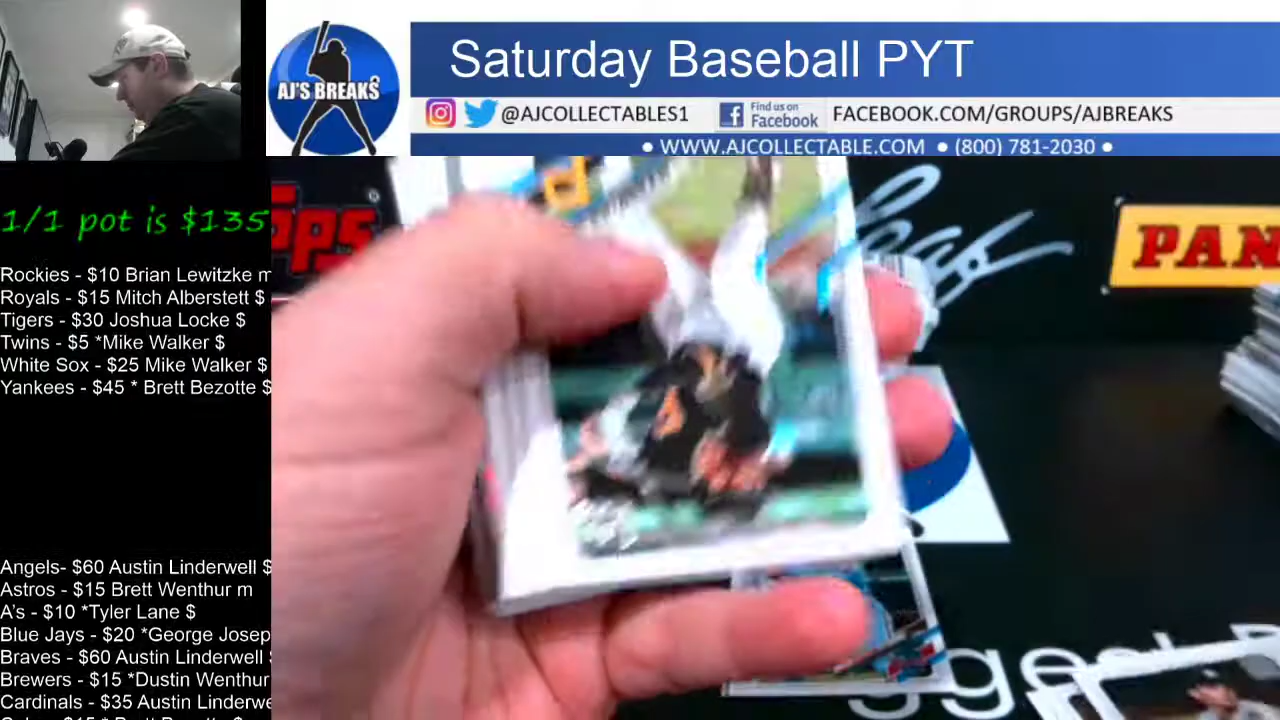 Saturday Baseball PYT
AJ'S BREAKS
@AJCOLLECTABLES1
Find us on
Facebook
FACEBOOK.COM/GROUPS/AJBREAKS
• WWW.AJCOLLECTABLE.COM • (800) 781-2030 •
1/1 pot is $135
Rockies - $10 Brian Lewitzke m
Royals - $15 Mitch Alberstett $
Tigers - $30 Joshua Locke $
Twins - $5 *Mike Walker $
White Sox - $25 Mike Walker $
Yankees - $45 * Brett Bezotte $
Angels- $60 Austin Linderwell $
Astros - $15 Brett Wenthur m
A's - $10 *Tyler Lane $
Blue Jays - $20 *George Josep
Braves - $60 Austin Linderwell
Brewers - $15 *Dustin Wenthur
Cardinals - $35 Austin Linderwe
PAN